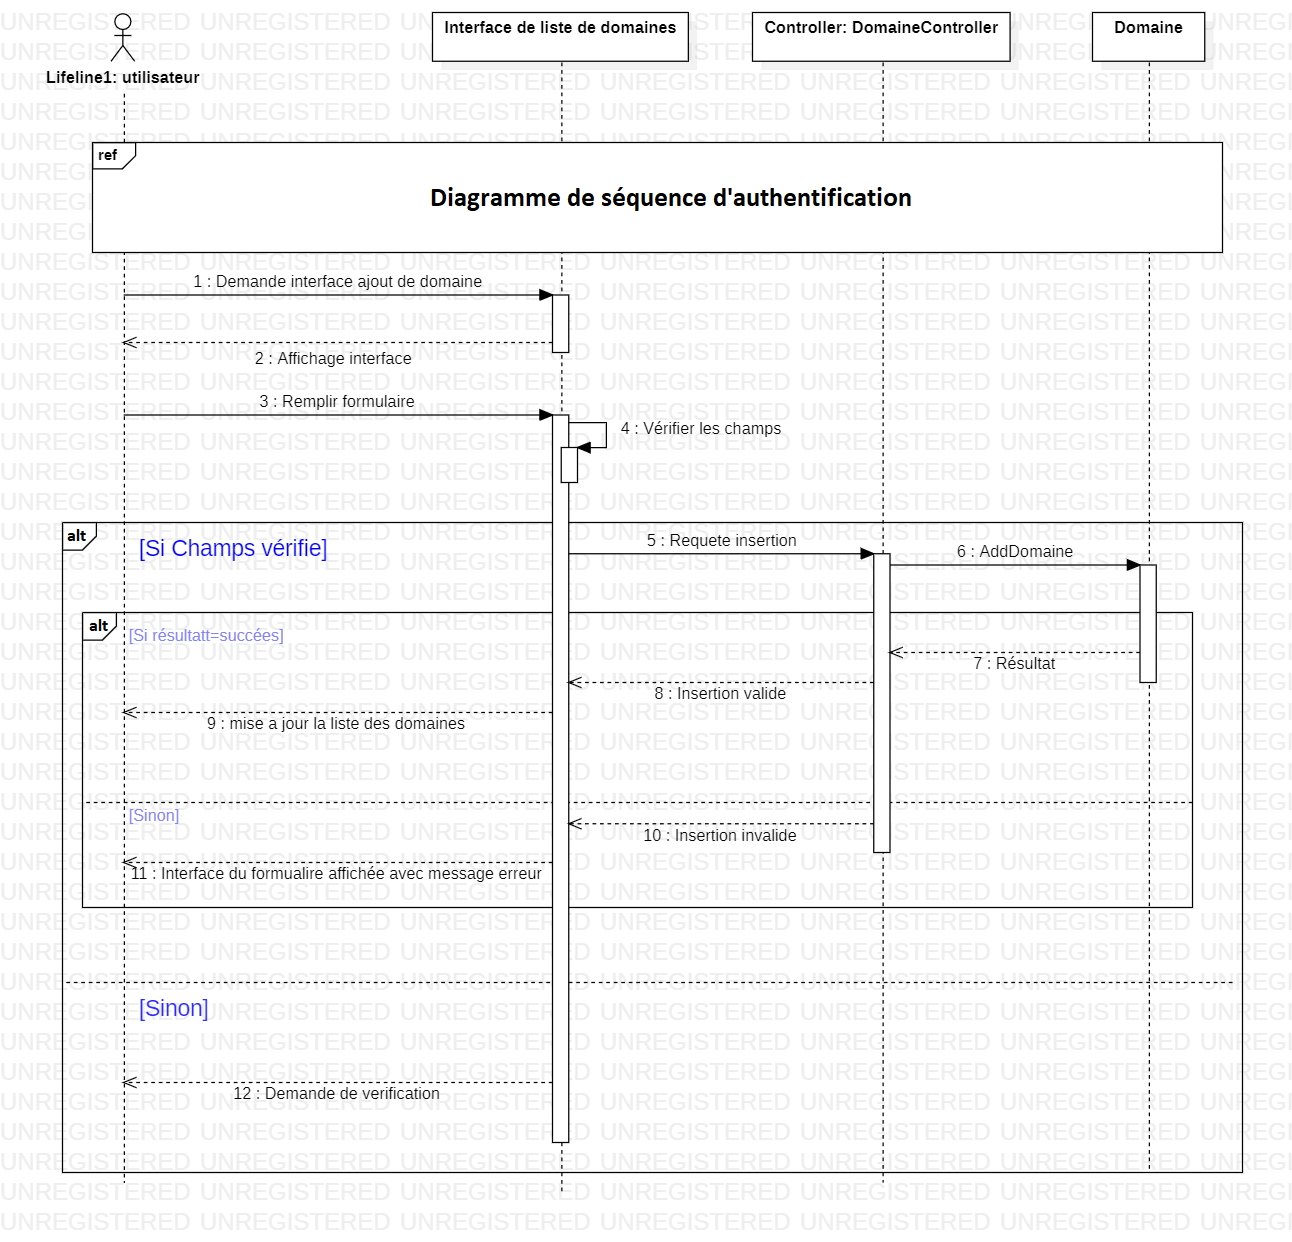 Lifeline1: utilisateur
Interface de liste de domaines
Controller: DomaineController
Domaine
ref
Diagramme de séquence d'authentification
1 : Demande interface ajout de domaine
2 : Affichage interface
3 : Remplir formulaire
4 : Vérifier les champs
alt
[Si Champs vérifie]
5 : Requete insertion
6 : AddDomaine
alt
[Si résultatt=succées]
7 : Résultat
8 : Insertion valide
9 : mise a jour la liste des domaines
[Sinon]
10 : Insertion invalide
11 : Interface du formualire affichée avec message erreur
[Sinon]
12 : Demande de verification
UNREGISTERED